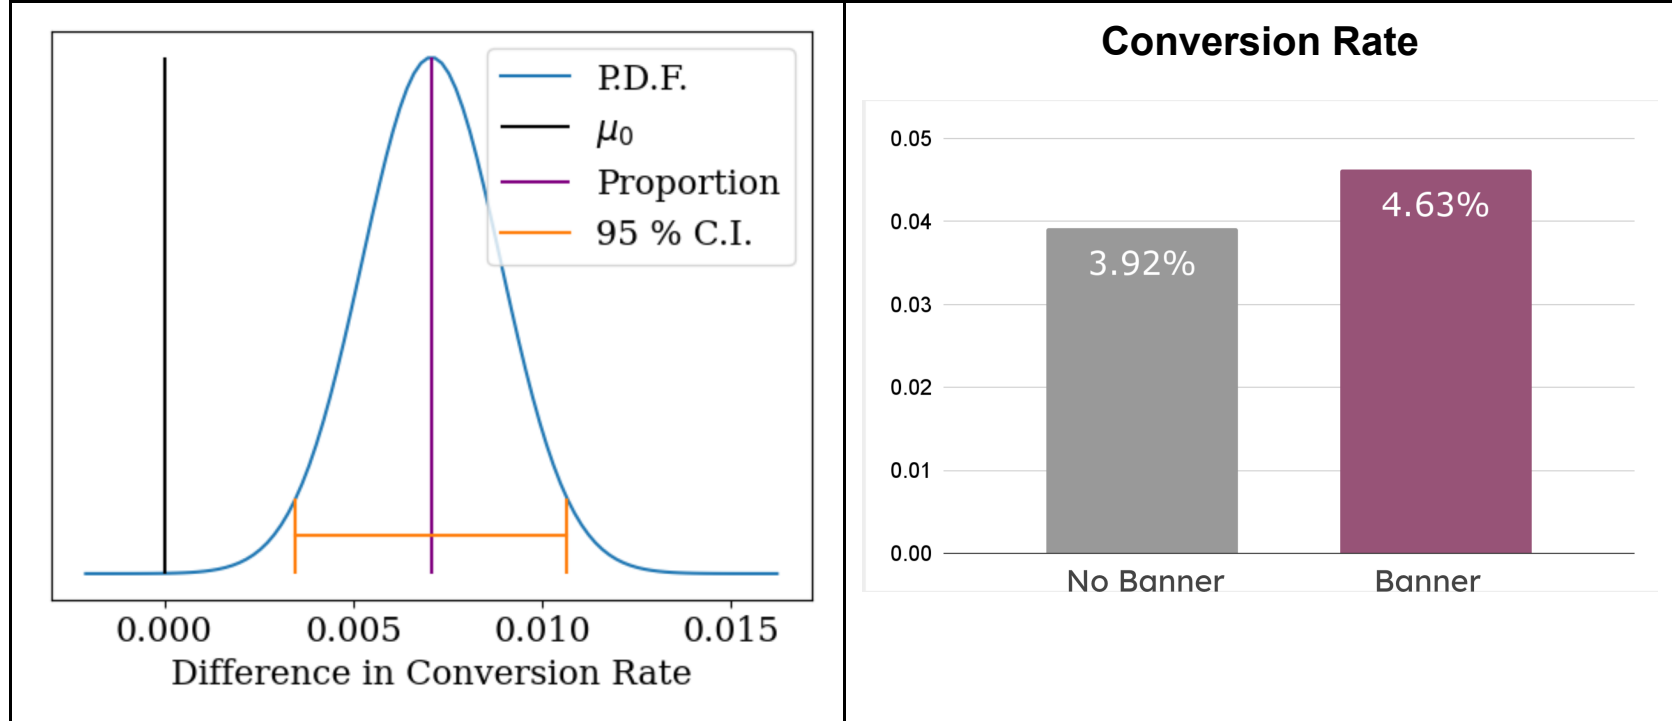 P.D.F.
μ₀
Proportion
95 % C.I.
0.000 0.005 0.010 0.015
Difference in Conversion Rate
Conversion Rate
0.05
0.04
0.03
0.02
0.01
0.00
3.92%
4.63%
No Banner Banner